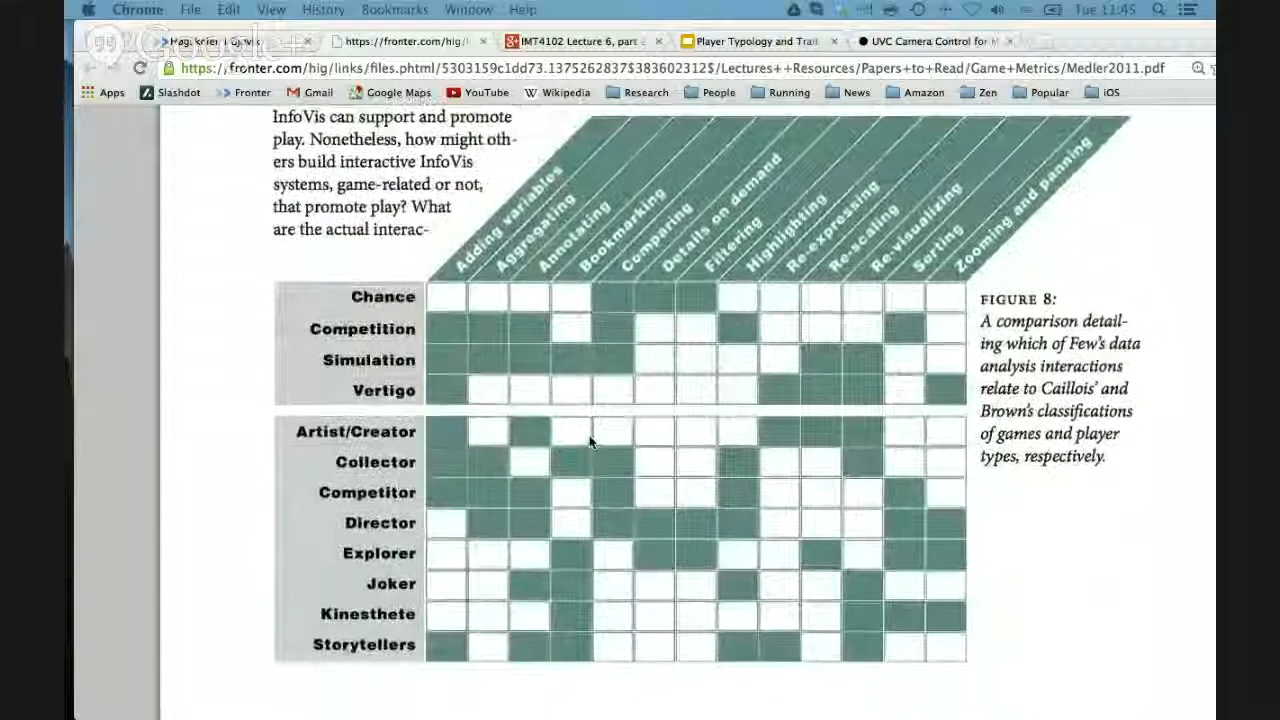 Chrome File Edit View History Bookmarks Window Help Tue 11:45
https://fronter.com/hig/l IMT4102 Lecture 6, part Player Typology and Trait UVC Camera Control for M
https://fronter.com/hig/links/files.phtml/5303159c1dd73.1375262837$383602312$/Lectures++Resources/Papers+to+Read/Game+Metrics/Medler2011.pdf
Apps Slashdot Fronter Gmail Google Maps YouTube Wikipedia Research People Running News Amazon Zen Popular iOS
InfoVis can support and promote
play. Nonetheless, how might oth-
ers build interactive InfoVis
systems, game-related or not,
that promote play? What
are the actual interac-
Adding variables
Aggregating
Annotating
Bookmarking
Comparing
Details on demand
Filtering
Highlighting
Re-expressing
Re-scaling
Re-visualizing
Sorting
Zooming and panning
Chance
Competition
Simulation
Vertigo
Artist/Creator
Collector
Competitor
Director
Explorer
Joker
Kinesthete
Storytellers
FIGURE 8:
A comparison detail-
ing which of Few's data
analysis interactions
relate to Caillois' and
Brown's classifications
of games and player
types, respectively.